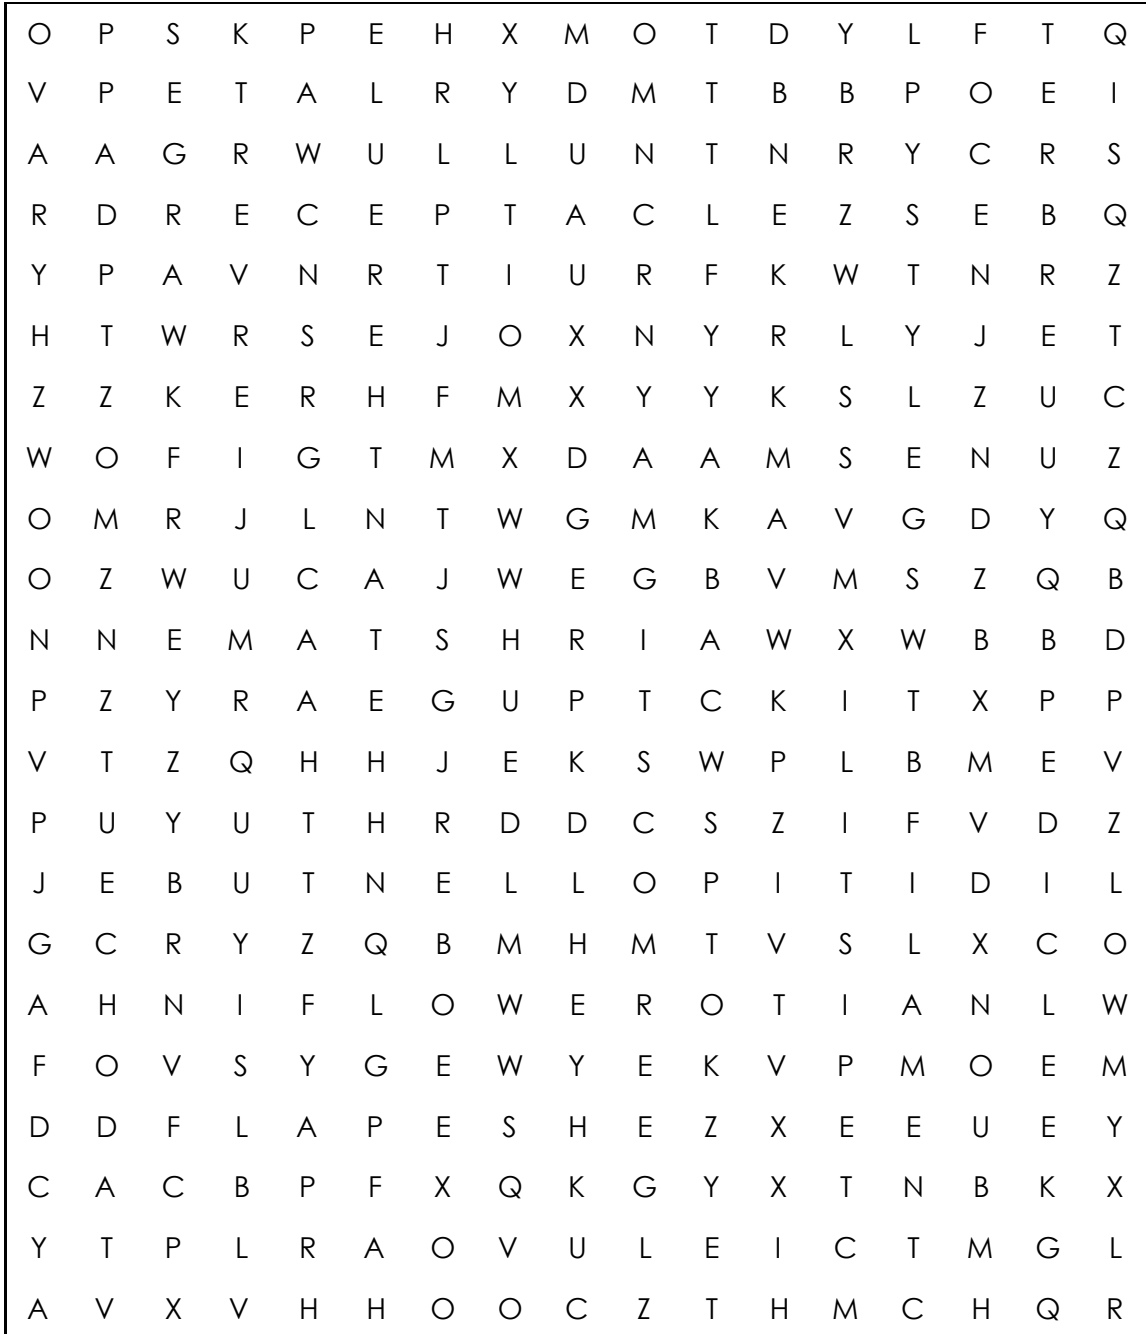 O P S K P E H X M O T D Y L F T Q
V P E T A L R Y D M T B B P O E I
A A G R W U L L U N T N R Y C R S
R D R E C E P T A C L E Z S E B Q
Y P A V N R T I U R F K W T N R Z
H T W R S E J O X N Y R L Y J E T
Z Z K E R H F M X Y Y K S L Z U C
W O F I G T M X D A A M S E N U Z
O M R J L N T W G M K A V G D Y Q
O Z W U C A J W E G B V M S Z Q B
N N E M A T S H R I A W X W B B D
P Z Y R A E G U P T C K I T X P P
V T Z Q H H J E K S W P L B M E V
P U Y U T H R D D C S Z I F V D Z
J E B U T N E L L O P I T I D I L
G C R Y Z Q B M H M T V S L X C O
A H N I F L O W E R O T I A N L W
F O V S Y G E W Y E K V P M O E M
D D F L A P E S H E Z X E E U E Y
C A C B P F X Q K G Y X T N B K X
Y T P L R A O V U L E I C T M G L
A V X V H H O O C Z T H M C H Q R